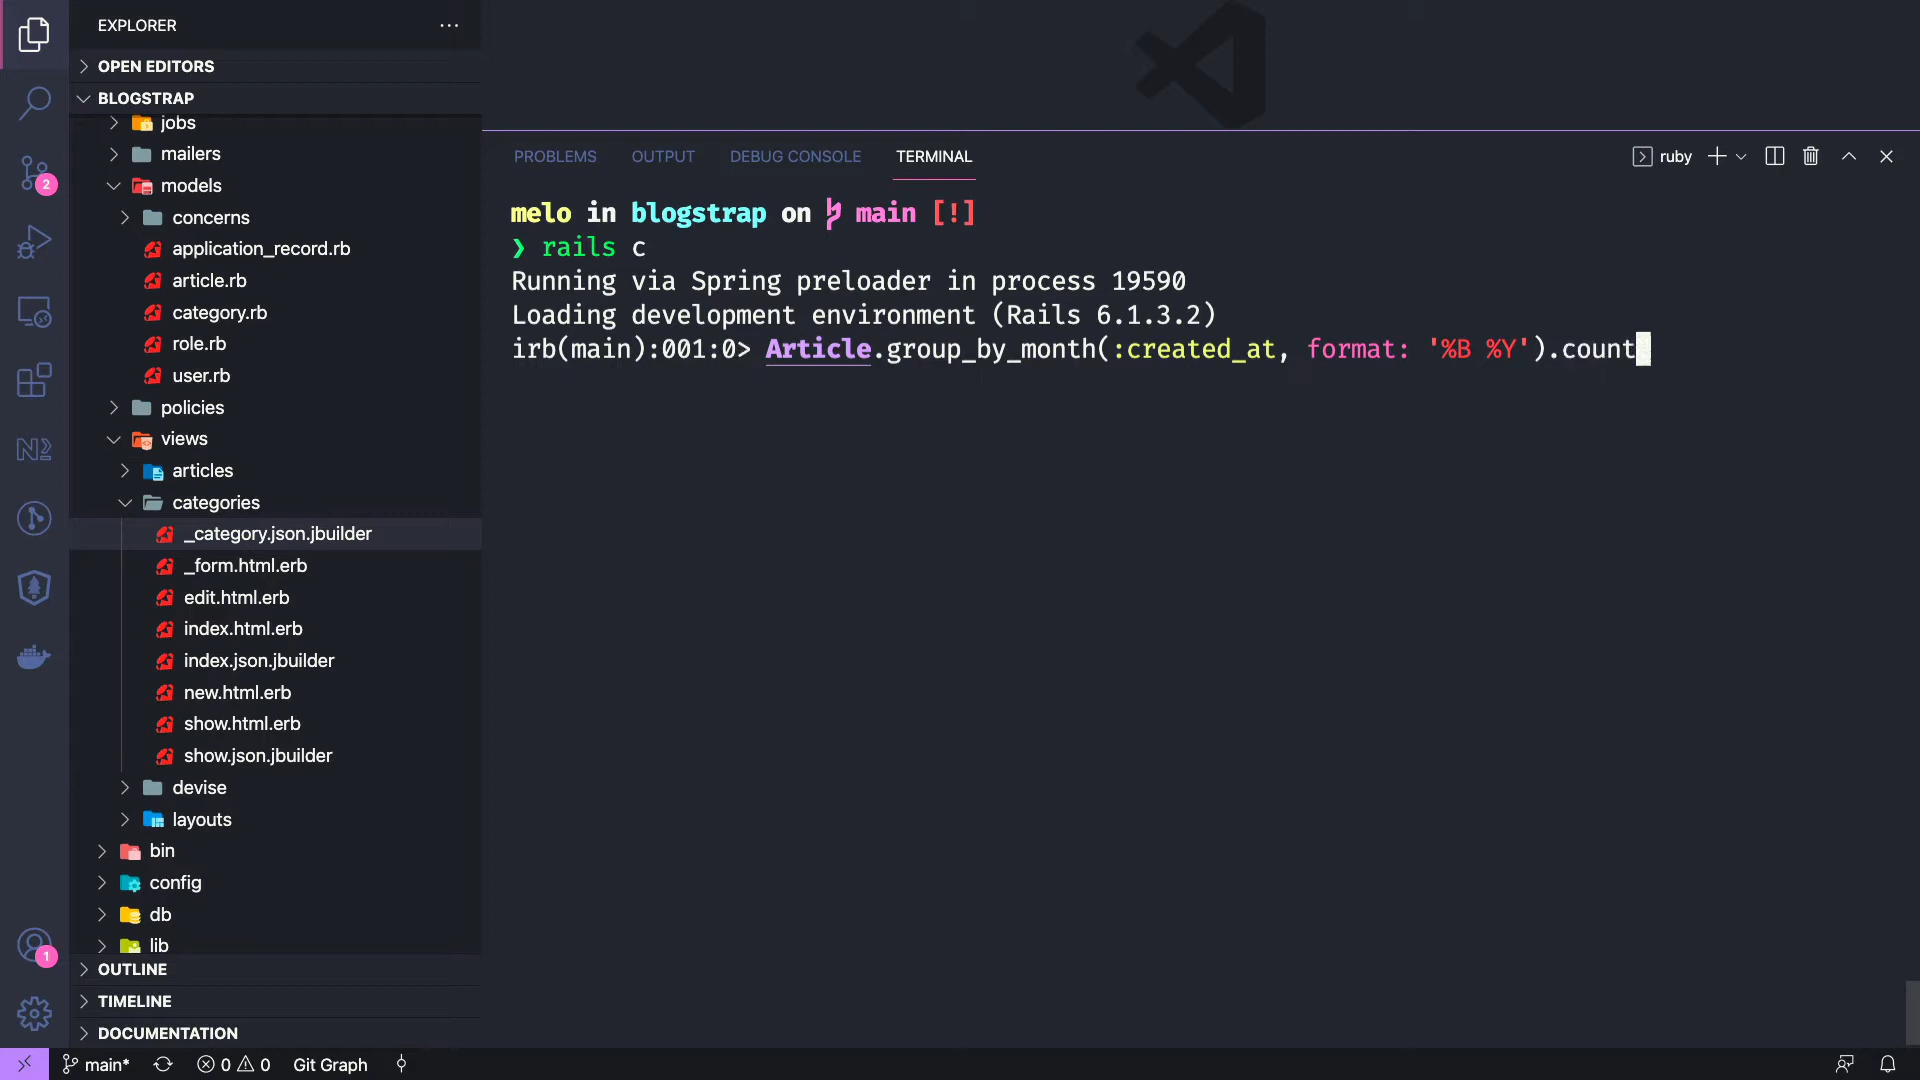 EXPLORER
OPEN EDITORS
BLOGSTRAP
jobs
mailers
models
concerns
application_record.rb
article.rb
category.rb
role.rb
user.rb
policies
views
articles
categories
_category.json.jbuilder
_form.html.erb
edit.html.erb
index.html.erb
index.json.jbuilder
new.html.erb
show.html.erb
show.json.jbuilder
devise
layouts
bin
config
db
lib
OUTLINE
TIMELINE
DOCUMENTATION
2
1
PROBLEMS OUTPUT DEBUG CONSOLE TERMINAL ruby
melo in blogstrap on main [!]
❯ rails c
Running via Spring preloader in process 19590
Loading development environment (Rails 6.1.3.2)
irb(main):001:0> Article.group_by_month(:created_at, format: '%B %Y').count
main* 0 0 Git Graph